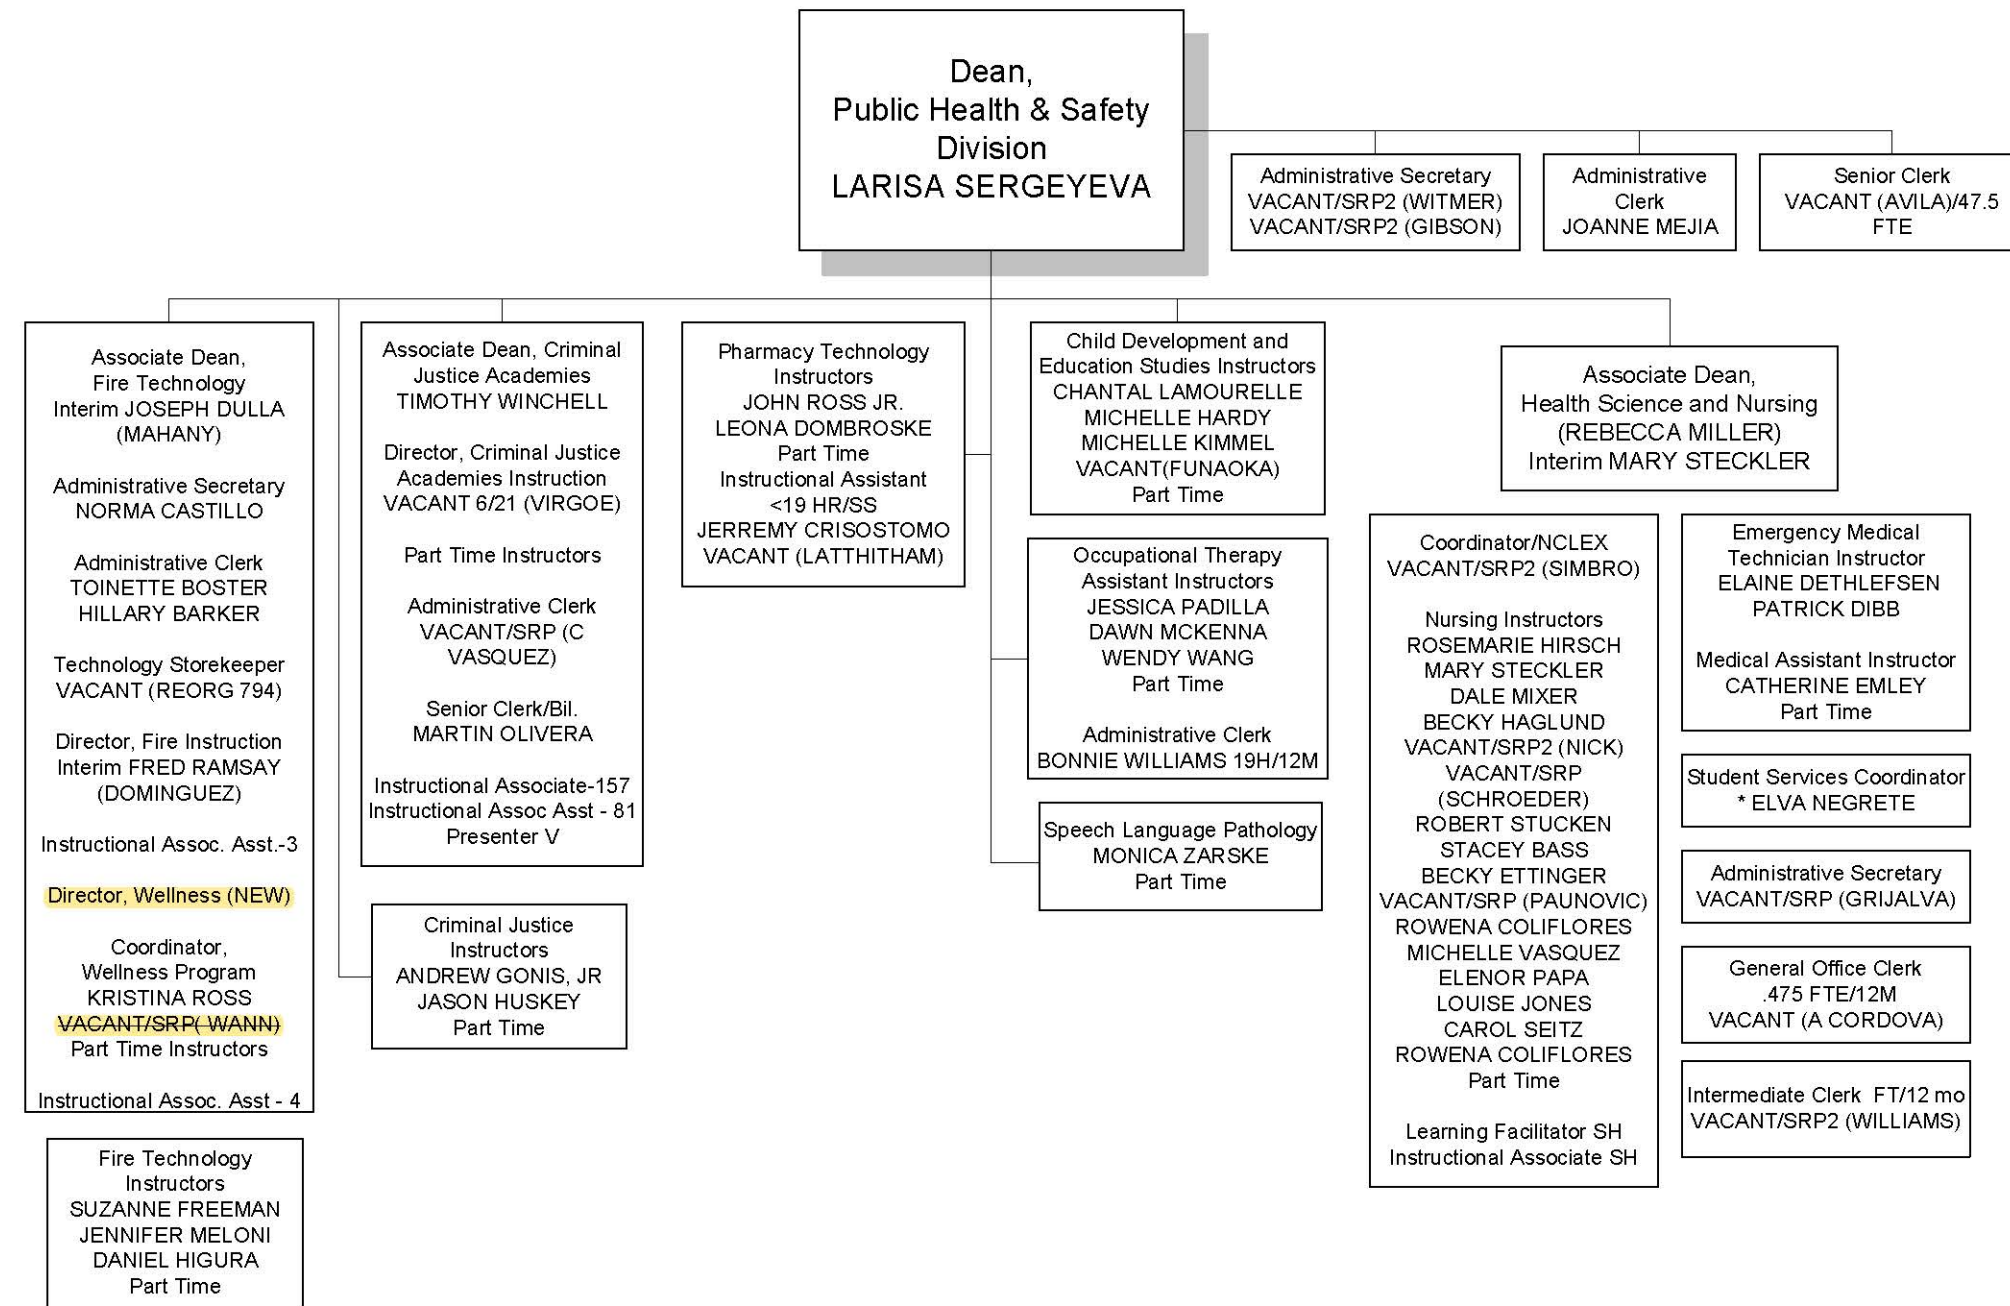 Dean,
Public Health & Safety
Division
LARISA SERGEYEVA
Administrative Secretary
VACANT/SRP2 (WITMER)
VACANT/SRP2 (GIBSON)
Administrative
Clerk
JOANNE MEJIA
Senior Clerk
VACANT (AVILA)/47.5
FTE
Associate Dean,
Fire Technology
Interim JOSEPH DULLA
(MAHANY)
Administrative Secretary
NORMA CASTILLO
Administrative Clerk
TOINETTE BOSTER
HILLARY BARKER
Technology Storekeeper
VACANT (REORG 794)
Director, Fire Instruction
Interim FRED RAMSAY
(DOMINGUEZ)
Instructional Assoc. Asst.-3
Director, Wellness (NEW)
Coordinator,
Wellness Program
KRISTINA ROSS
VACANT/SRP( WANN)
Part Time Instructors
Instructional Assoc. Asst - 4
Fire Technology
Instructors
SUZANNE FREEMAN
JENNIFER MELONI
DANIEL HIGURA
Part Time
Associate Dean, Criminal
Justice Academies
TIMOTHY WINCHELL
Director, Criminal Justice
Academies Instruction
VACANT 6/21 (VIRGOE)
Part Time Instructors
Administrative Clerk
VACANT/SRP (C
VASQUEZ)
Senior Clerk/Bil.
MARTIN OLIVERA
Instructional Associate-157
Instructional Assoc Asst - 81
Presenter V
Criminal Justice
Instructors
ANDREW GONIS, JR
JASON HUSKEY
Part Time
Pharmacy Technology
Instructors
JOHN ROSS JR.
LEONA DOMBROSKE
Part Time
Instructional Assistant
<19 HR/SS
JERREMY CRISOSTOMO
VACANT (LATTHITHAM)
Child Development and
Education Studies Instructors
CHANTAL LAMOURELLE
MICHELLE HARDY
MICHELLE KIMMEL
VACANT(FUNAOKA)
Part Time
Occupational Therapy
Assistant Instructors
JESSICA PADILLA
DAWN MCKENNA
WENDY WANG
Part Time
Administrative Clerk
BONNIE WILLIAMS 19H/12M
Speech Language Pathology
MONICA ZARSKE
Part Time
Associate Dean,
Health Science and Nursing
(REBECCA MILLER)
Interim MARY STECKLER
Coordinator/NCLEX
VACANT/SRP2 (SIMBRO)
Nursing Instructors
ROSEMARIE HIRSCH
MARY STECKLER
DALE MIXER
BECKY HAGLUND
VACANT/SRP2 (NICK)
VACANT/SRP
(SCHROEDER)
ROBERT STUCKEN
STACEY BASS
BECKY ETTINGER
VACANT/SRP (PAUNOVIC)
ROWENA COLIFLORES
MICHELLE VASQUEZ
ELENOR PAPA
LOUISE JONES
CAROL SEITZ
ROWENA COLIFLORES
Part Time
Learning Facilitator SH
Instructional Associate SH
Emergency Medical
Technician Instructor
ELAINE DETHLEFSEN
PATRICK DIBB
Medical Assistant Instructor
CATHERINE EMLEY
Part Time
Student Services Coordinator
* ELVA NEGRETE
Administrative Secretary
VACANT/SRP (GRIJALVA)
General Office Clerk
.475 FTE/12M
VACANT (A CORDOVA)
Intermediate Clerk  FT/12 mo
VACANT/SRP2 (WILLIAMS)